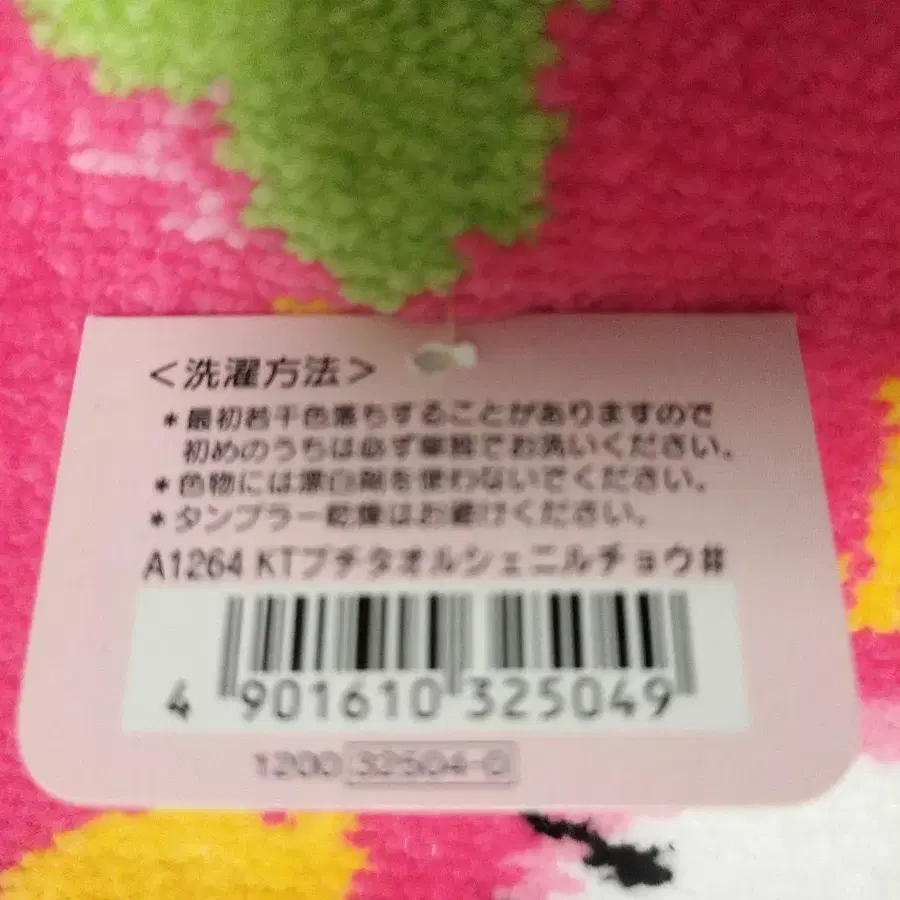 ＜洗濯方法＞
＊最初若干色落ちすることがありますので
初めのうちは必ず単独でお洗いください。
＊色物には漂白剤を使わないでください。
＊タンブラー乾燥はお避けください。
A1264 KTプチタオルシェニルチョウ
4 901610 325049
1200 32504-0